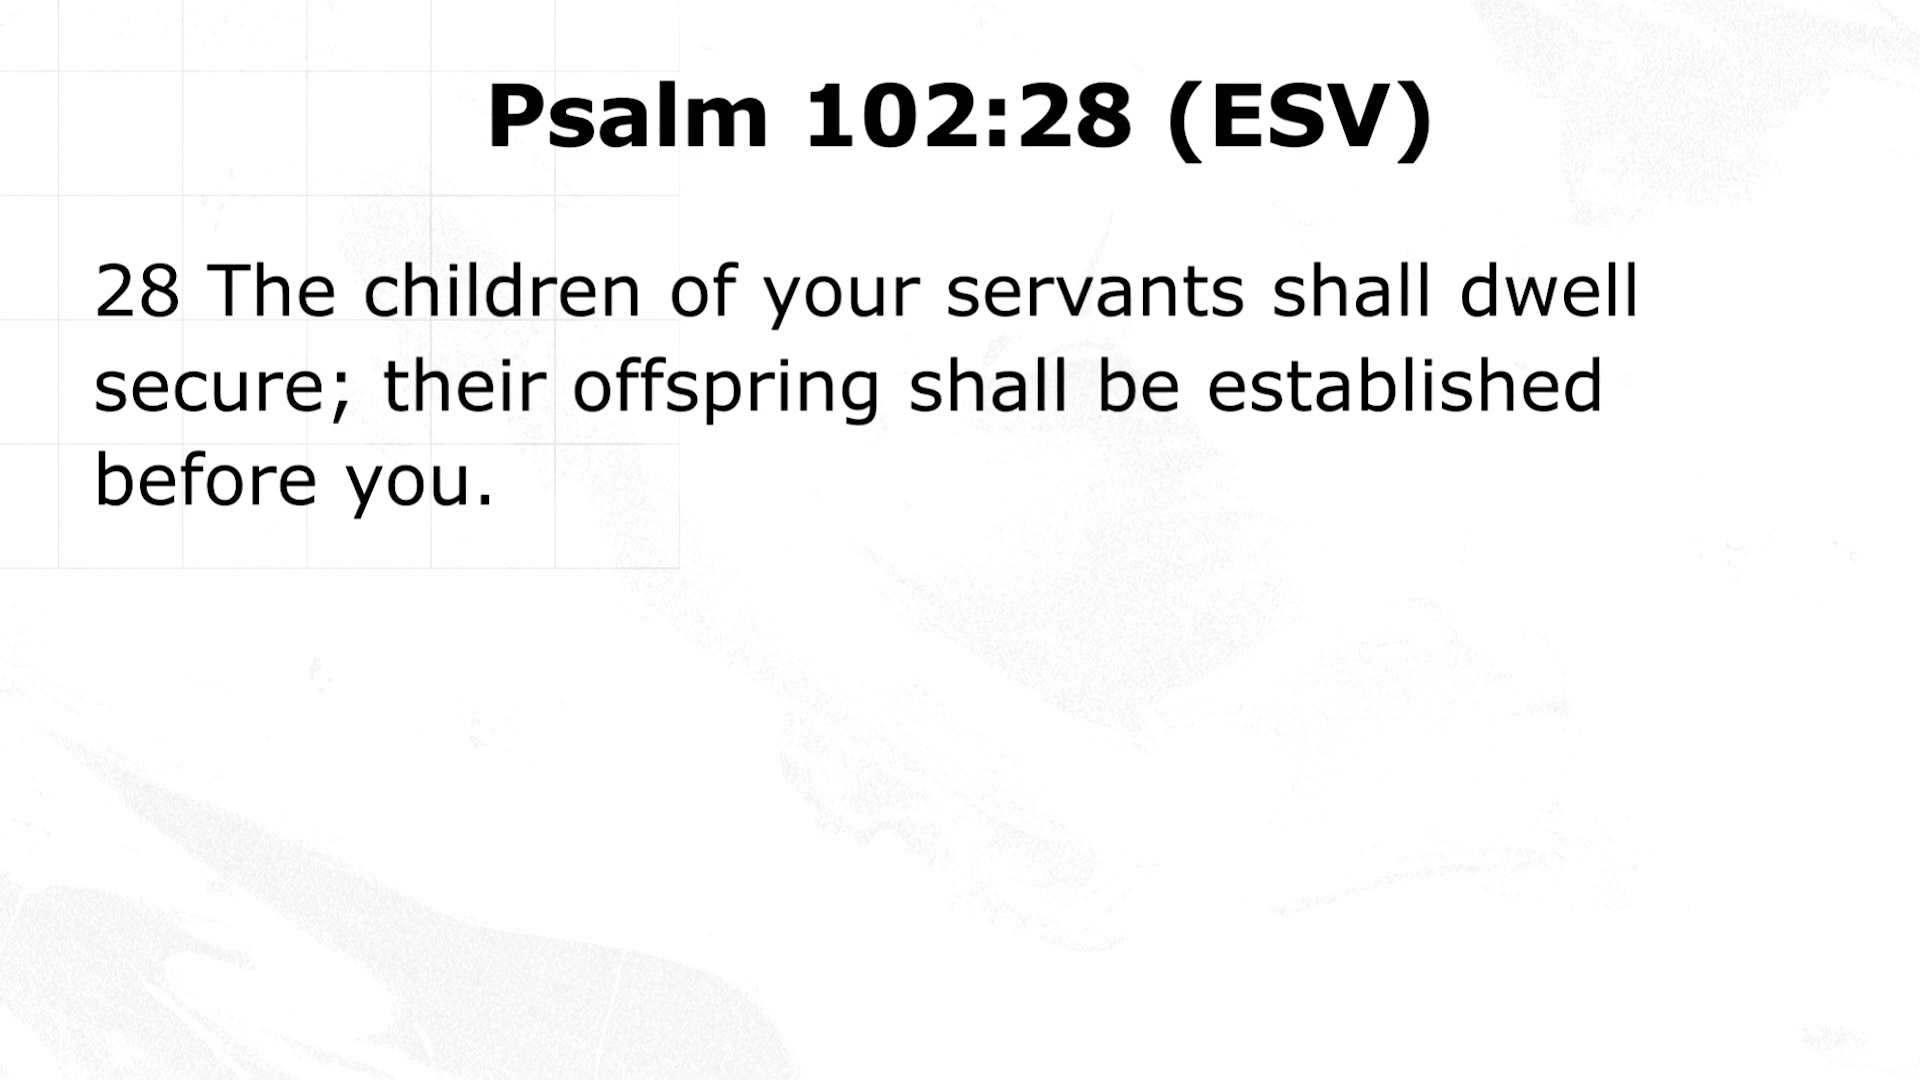 Psalm 102:28 (ESV)
28 The children of your servants shall dwell
secure; their offspring shall be established
before you.